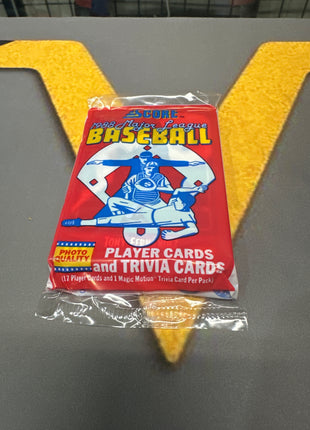 SCORE
1988 Major League
BASEBALL
PHOTO
QUALITY
PLAYER CARDS
and TRIVIA CARDS
(17 Player Cards and 1 Magic Motion Trivia Card Per Pack)